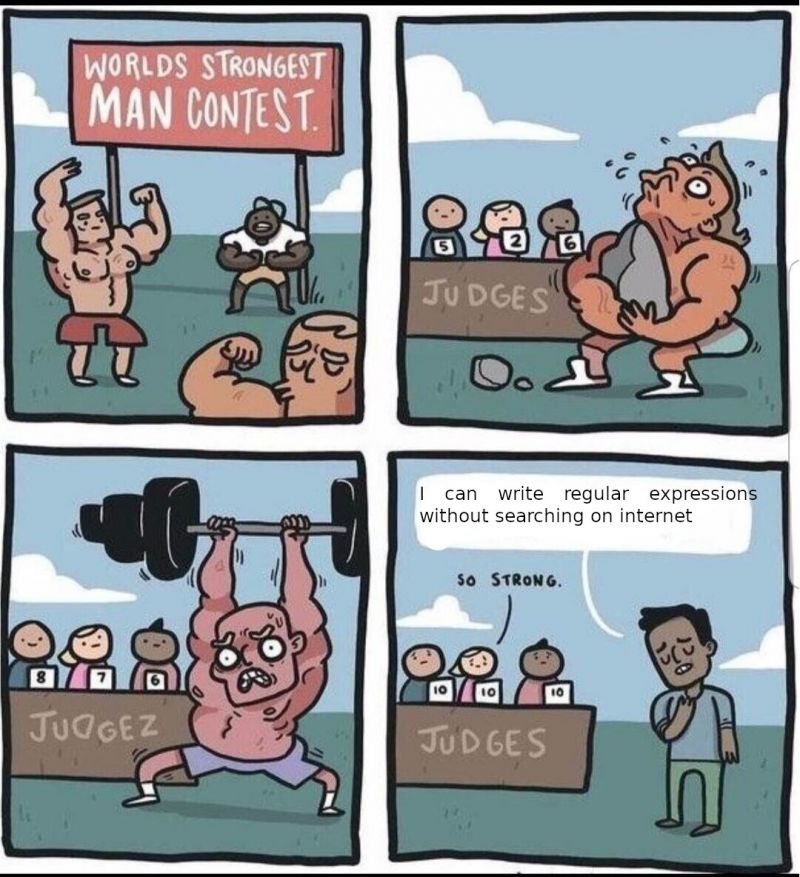 WORLDS STRONGEST
MAN CONTEST.
5
2
6
JUDGES
8
7
6
JUDGEZ
I can write regular expressions
without searching on internet
SO STRONG.
10
10
10
JUDGES